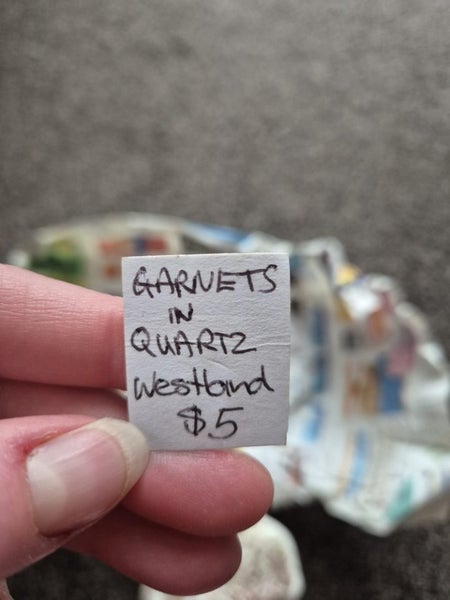 GARNETS
IN
QUARTZ
Westland
$5